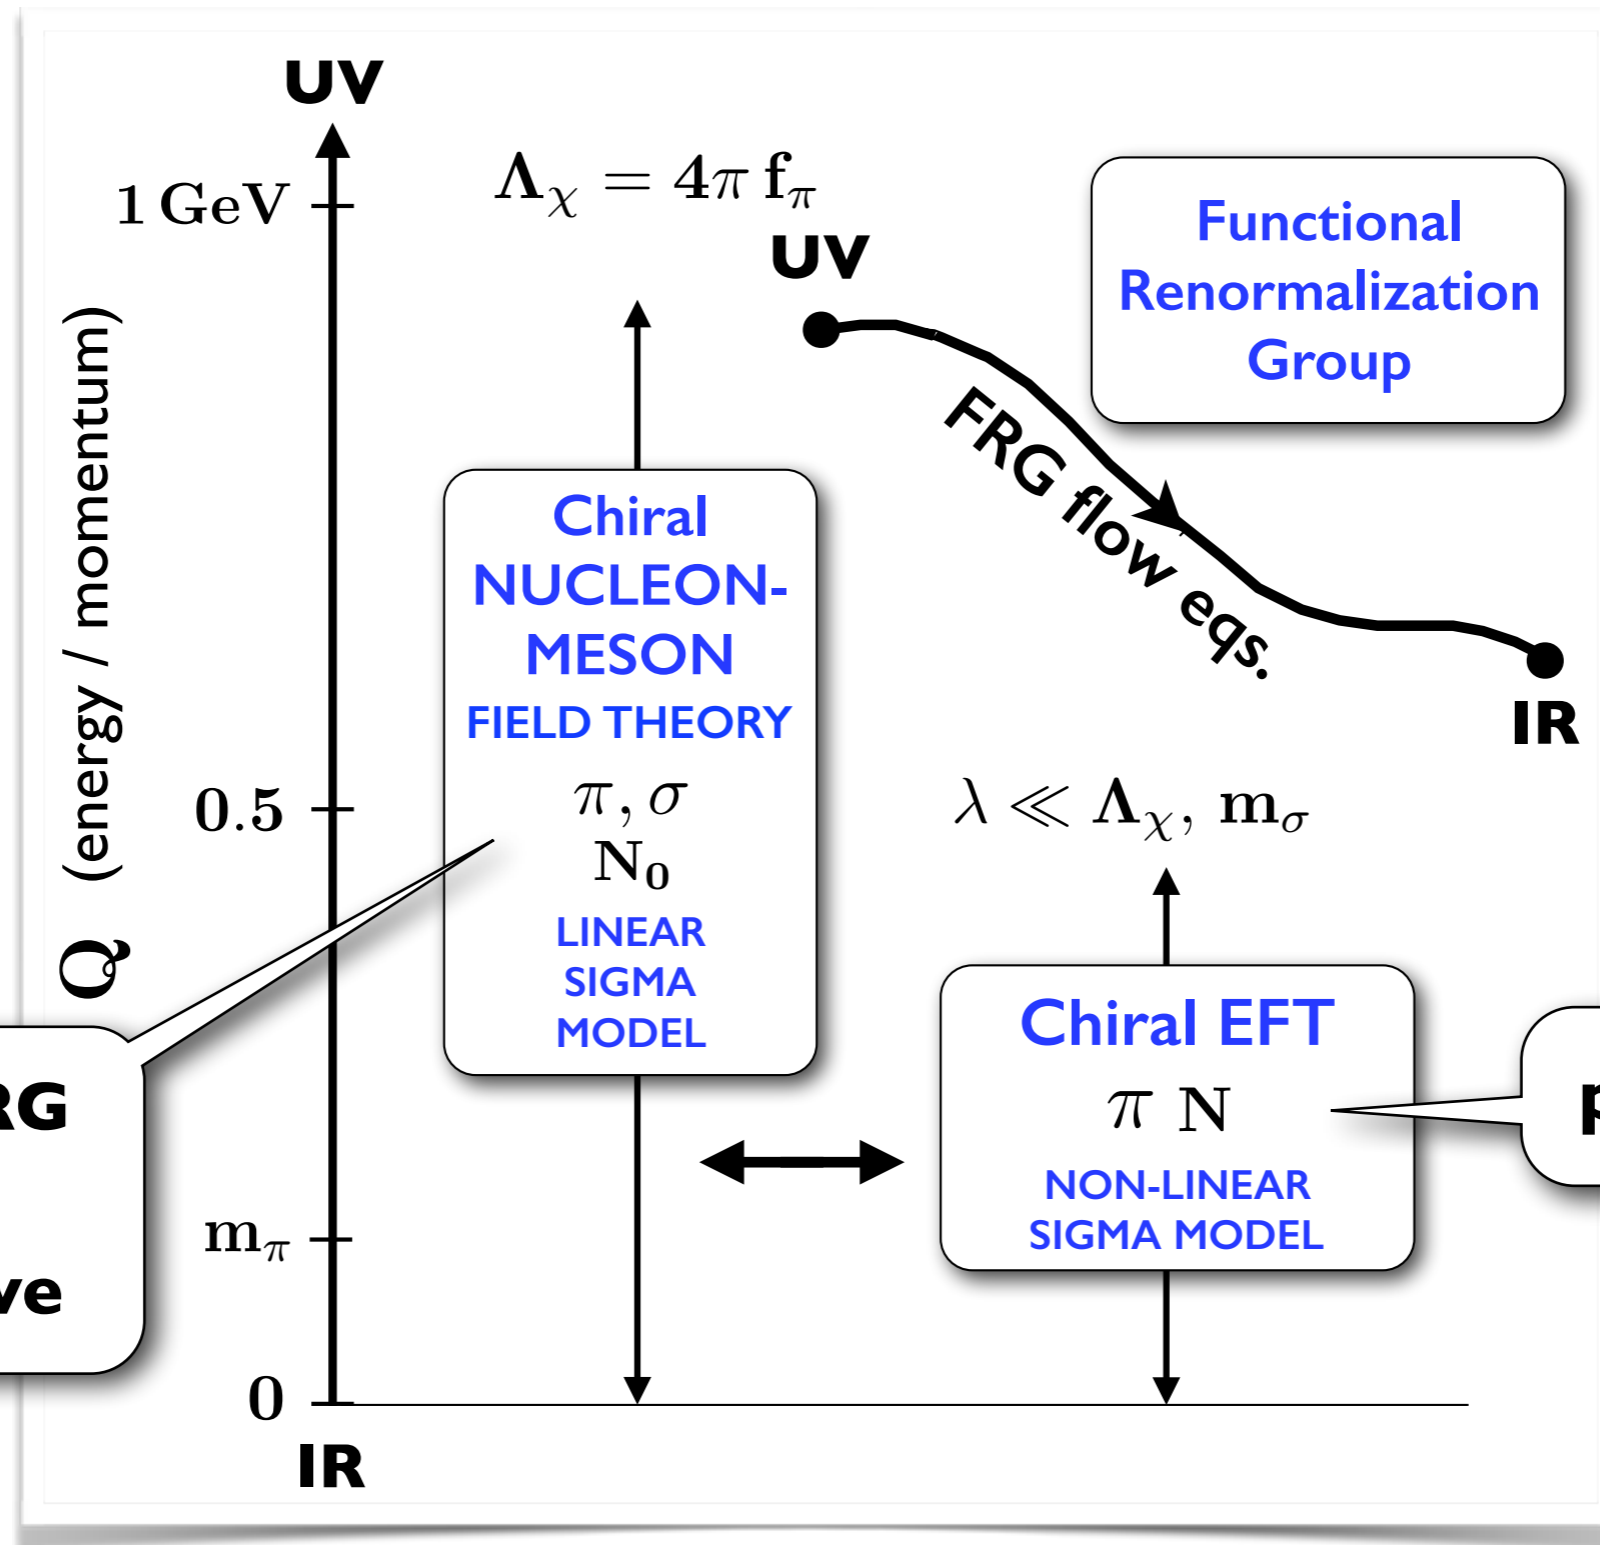 UV
1 GeV
Λχ = 4π fπ
UV
Functional
Renormalization
Group
FRG flow eqs.
IR
Q (energy / momentum)
Chiral
NUCLEON-
MESON
FIELD THEORY
π, σ
N₀
LINEAR
SIGMA
MODEL
0.5
λ ≪ Λχ, mσ
Chiral EFT
π N
NON-LINEAR
SIGMA MODEL
mπ
0
IR